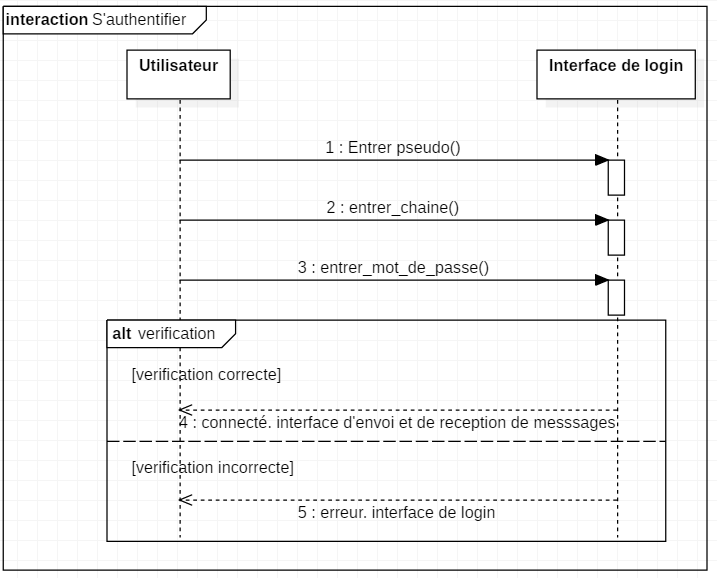 interaction S'authentifier
Utilisateur
Interface de login
1 : Entrer pseudo()
2 : entrer_chaine()
3 : entrer_mot_de_passe()
alt verification
[verification correcte]
4 : connecté. interface d'envoi et de reception de messsages
[verification incorrecte]
5 : erreur. interface de login